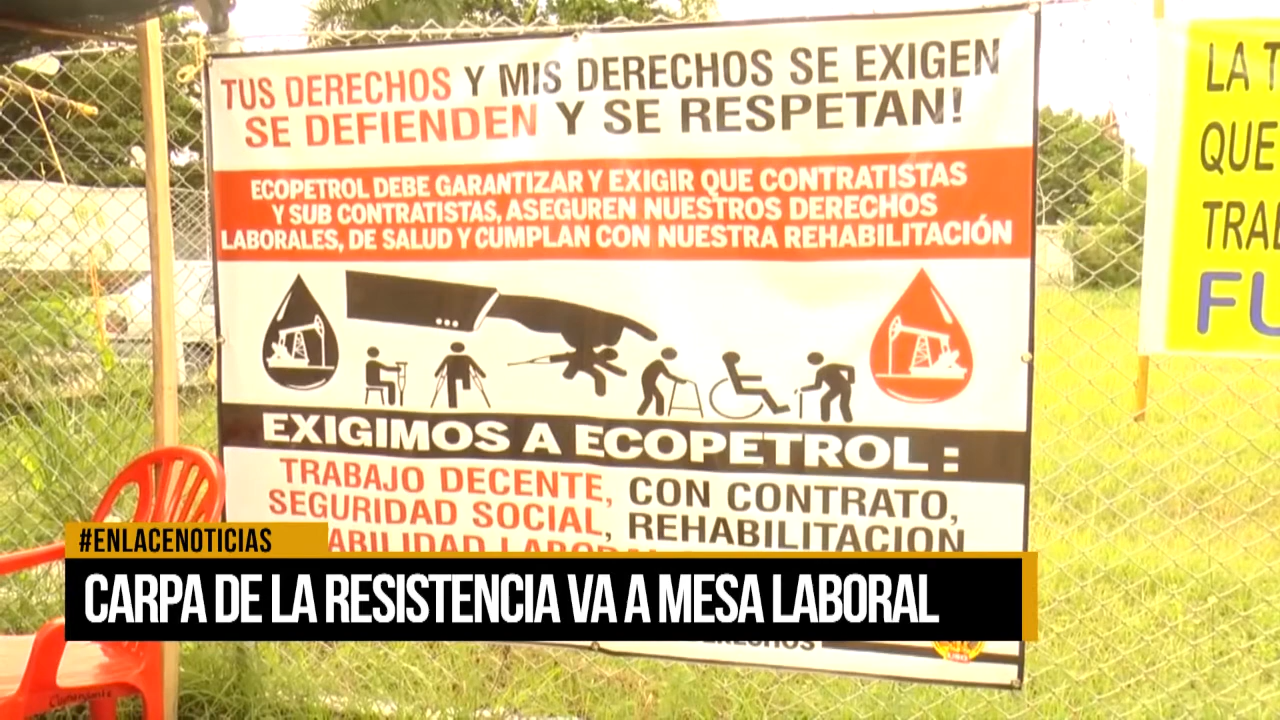 TUS DERECHOS Y MIS DERECHOS SE EXIGEN
SE DEFIENDEN Y SE RESPETAN!
ECOPETROL DEBE GARANTIZAR Y EXIGIR QUE CONTRATISTAS
Y SUB CONTRATISTAS, ASEGUREN NUESTROS DERECHOS
LABORALES, DE SALUD Y CUMPLAN CON NUESTRA REHABILITACIÓN
EXIGIMOS A ECOPETROL :
TRABAJO DECENTE, CON CONTRATO,
SEGURIDAD SOCIAL, REHABILITACION
LA T
QUE
TRA
FU
#ENLACENOTICIAS
CARPA DE LA RESISTENCIA VA A MESA LABORAL